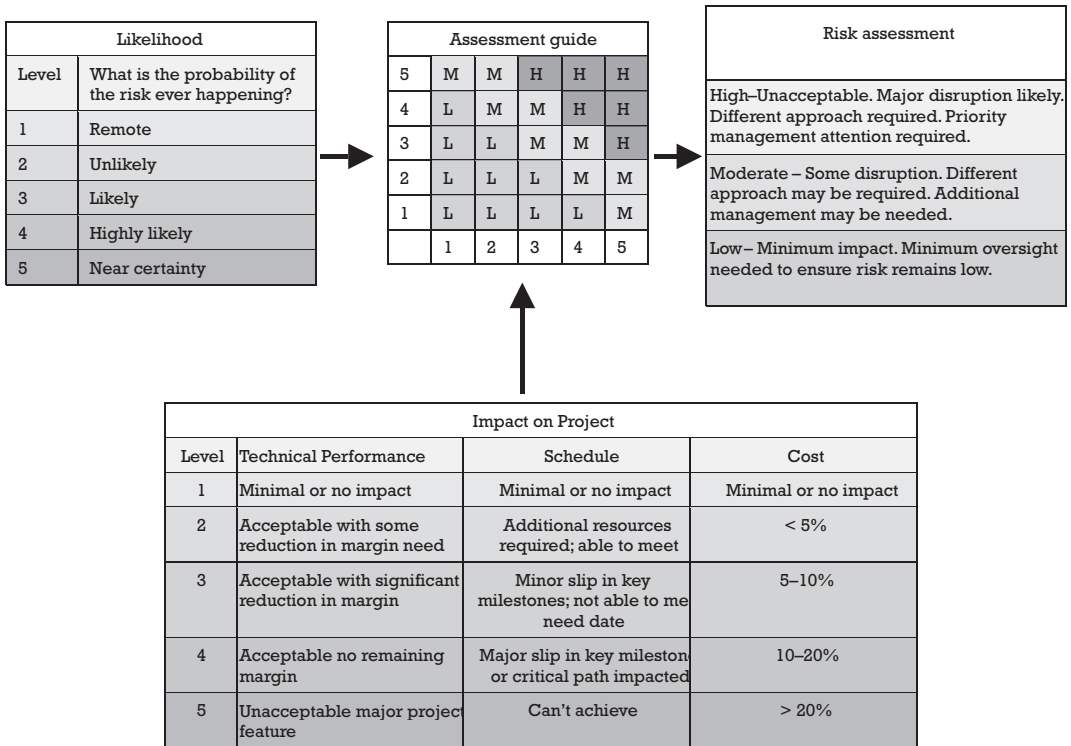 Likelihood
Level What is the probability of
the risk ever happening?
1 Remote
2 Unlikely
3 Likely
4 Highly likely
5 Near certainty
Assessment guide
5 M M H H H
4 L M M H H
3 L L M M H
2 L L L M M
1 L L L L M
1 2 3 4 5
Risk assessment
High–Unacceptable. Major disruption likely.
Different approach required. Priority
management attention required.
Moderate – Some disruption. Different
approach may be required. Additional
management may be needed.
Low– Minimum impact. Minimum oversight
needed to ensure risk remains low.
Impact on Project
Level Technical Performance Schedule Cost
1 Minimal or no impact Minimal or no impact Minimal or no impact
2 Acceptable with some Additional resources < 5%
reduction in margin need required; able to meet
3 Acceptable with significant Minor slip in key 5–10%
reduction in margin milestones; not able to me
need date
4 Acceptable no remaining Major slip in key mileston 10–20%
margin or critical path impacted
5 Unacceptable major project Can't achieve > 20%
feature